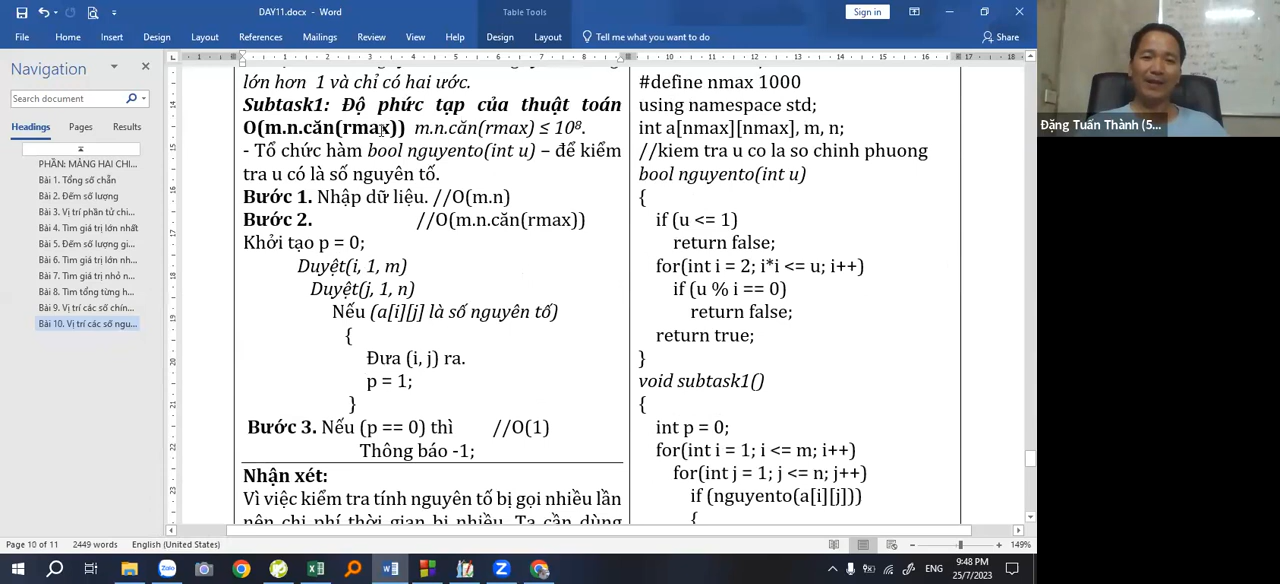 DAY11.docx - Word
Table Tools
Sign in
File Home Insert Design Layout References Mailings Review View Help Design Layout Tell me what you want to do Share
Navigation
Search document
Headings Pages Results
PHẦN: MẢNG HAI CHI...
Bài 1. Tổng số chẵn
Bài 2. Đếm số lượng
Bài 3. Vị trí phần tử chi...
Bài 4. Tìm giá trị lớn nhất
Bài 5. Đếm số lượng gi...
Bài 6. Tìm giá trị lớn nh...
Bài 7. Tìm giá trị nhỏ n...
Bài 8. Tìm tổng từng h...
Bài 9. Vị trí các số chín...
Bài 10. Vị trí các số ngu...
lớn hơn 1 và chỉ có hai ước.
Subtask1: Độ phức tạp của thuật toán
O(m.n.căn(rmax)) m.n.căn(rmax) ≤ 10⁸.
- Tổ chức hàm bool nguyento(int u) – để kiểm
tra u có là số nguyên tố.
Bước 1. Nhập dữ liệu. //O(m.n)
Bước 2. //O(m.n.căn(rmax))
Khởi tạo p = 0;
Duyệt(i, 1, m)
Duyệt(j, 1, n)
Nếu (a[i][j] là số nguyên tố)
{
Đưa (i, j) ra.
p = 1;
}
Bước 3. Nếu (p == 0) thì //O(1)
Thông báo -1;
Nhận xét:
Vì việc kiểm tra tính nguyên tố bị gọi nhiều lần
nên chi phí thời gian bị nhiều. Ta cần dùng
#define nmax 1000
using namespace std;
int a[nmax][nmax], m, n;
//kiem tra u co la so chinh phuong
bool nguyento(int u)
{
if (u <= 1)
return false;
for(int i = 2; i*i <= u; i++)
if (u % i == 0)
return false;
return true;
}
void subtask1()
{
int p = 0;
for(int i = 1; i <= m; i++)
for(int j = 1; j <= n; j++)
if (nguyento(a[i][j]))
{
Đặng Tuấn Thành (5...
Page 10 of 11 2449 words English (United States) 149%
zalo
ENG
9:48 PM
25/7/2023